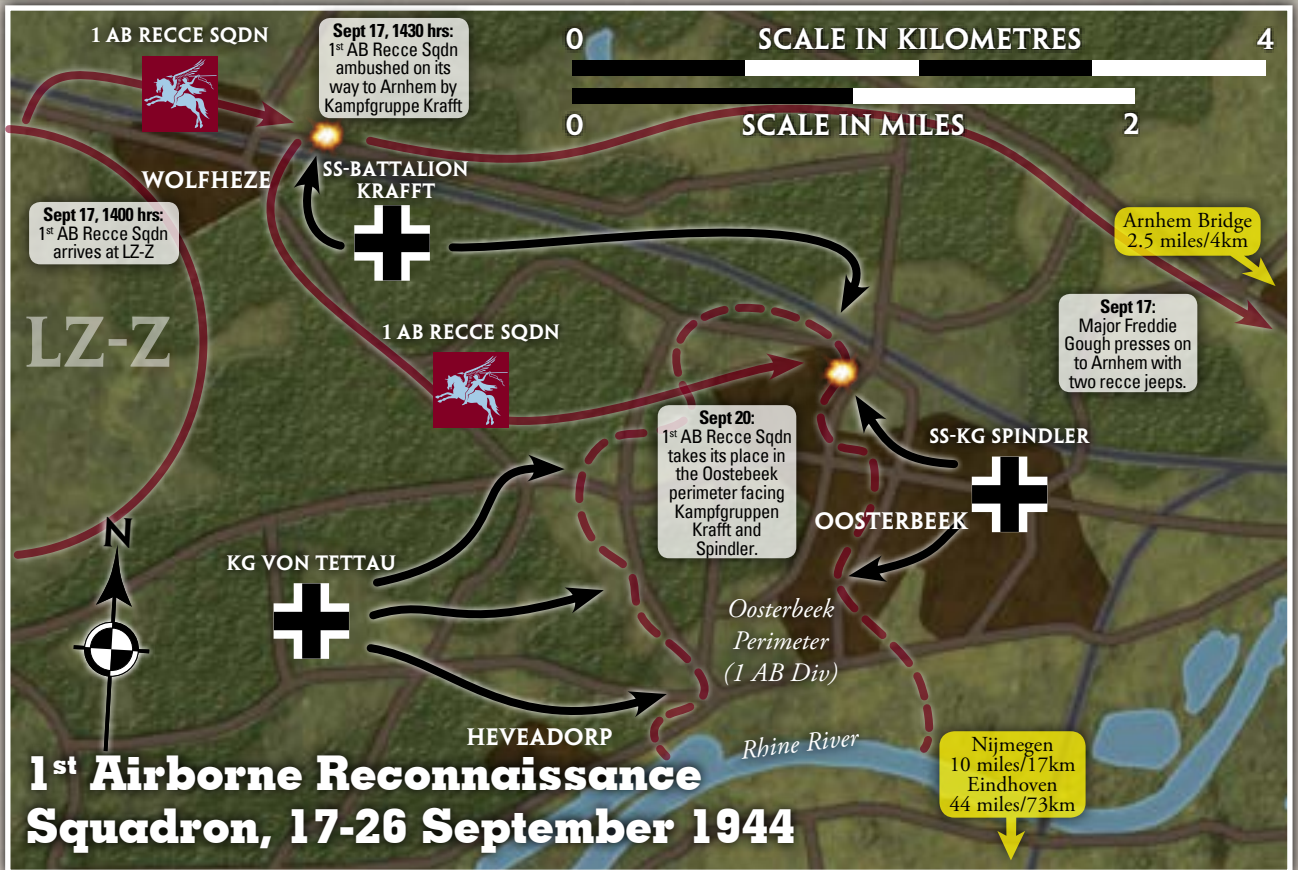 1 AB RECCE SQDN
Sept 17, 1430 hrs:
1st AB Recce Sqdn
ambushed on its
way to Arnhem by
Kampfgruppe Krafft
0 SCALE IN KILOMETRES 4
0 SCALE IN MILES 2
WOLFHEZE
SS-BATTALION
KRAFFT
Sept 17, 1400 hrs:
1st AB Recce Sqdn
arrives at LZ-Z
Arnhem Bridge
2.5 miles/4km
LZ-Z
1 AB RECCE SQDN
Sept 17:
Major Freddie
Gough presses on
to Arnhem with
two recce jeeps.
Sept 20:
1st AB Recce Sqdn
takes its place in
the Oostebeek
perimeter facing
Kampfgruppen
Krafft and
Spindler.
SS-KG SPINDLER
OOSTERBEEK
N
KG VON TETTAU
Oosterbeek
Perimeter
(1 AB Div)
HEVEADORP
Rhine River
Nijmegen
10 miles/17km
Eindhoven
44 miles/73km
1st Airborne Reconnaissance
Squadron, 17-26 September 1944